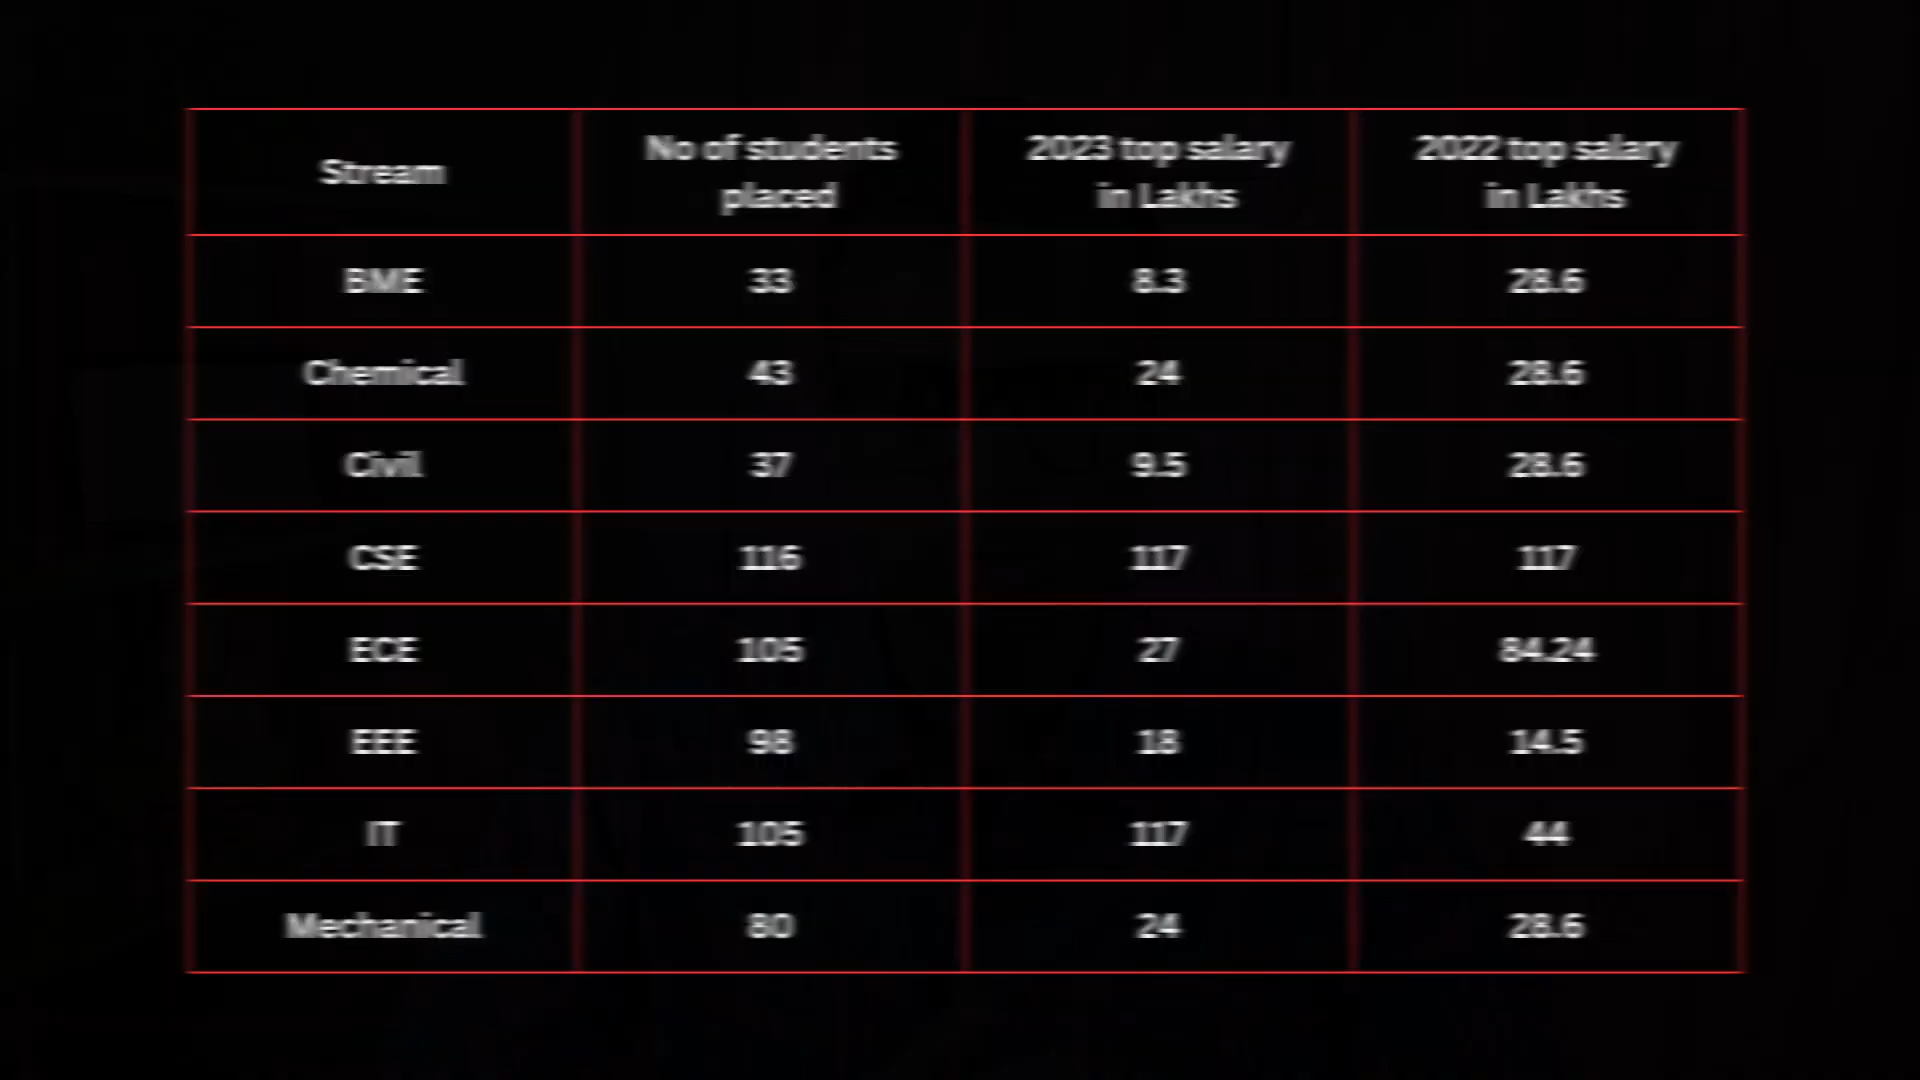 Stream No of students placed 2023 top salary in Lakhs 2022 top salary in Lakhs
BME 33 8.3 28.6
Chemical 43 24 28.6
Civil 37 9.5 28.6
CSE 116 117 117
ECE 105 27 84.24
EEE 98 18 14.5
IT 105 117 44
Mechanical 80 24 28.6